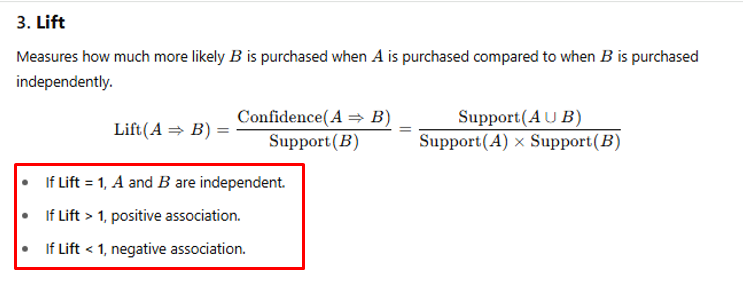 3. Lift
Measures how much more likely B is purchased when A is purchased compared to when B is purchased
independently.
Lift(A ⇒ B) = Confidence(A ⇒ B) / Support(B) = Support(A ∪ B) / Support(A) × Support(B)
• If Lift = 1, A and B are independent.
• If Lift > 1, positive association.
• If Lift < 1, negative association.